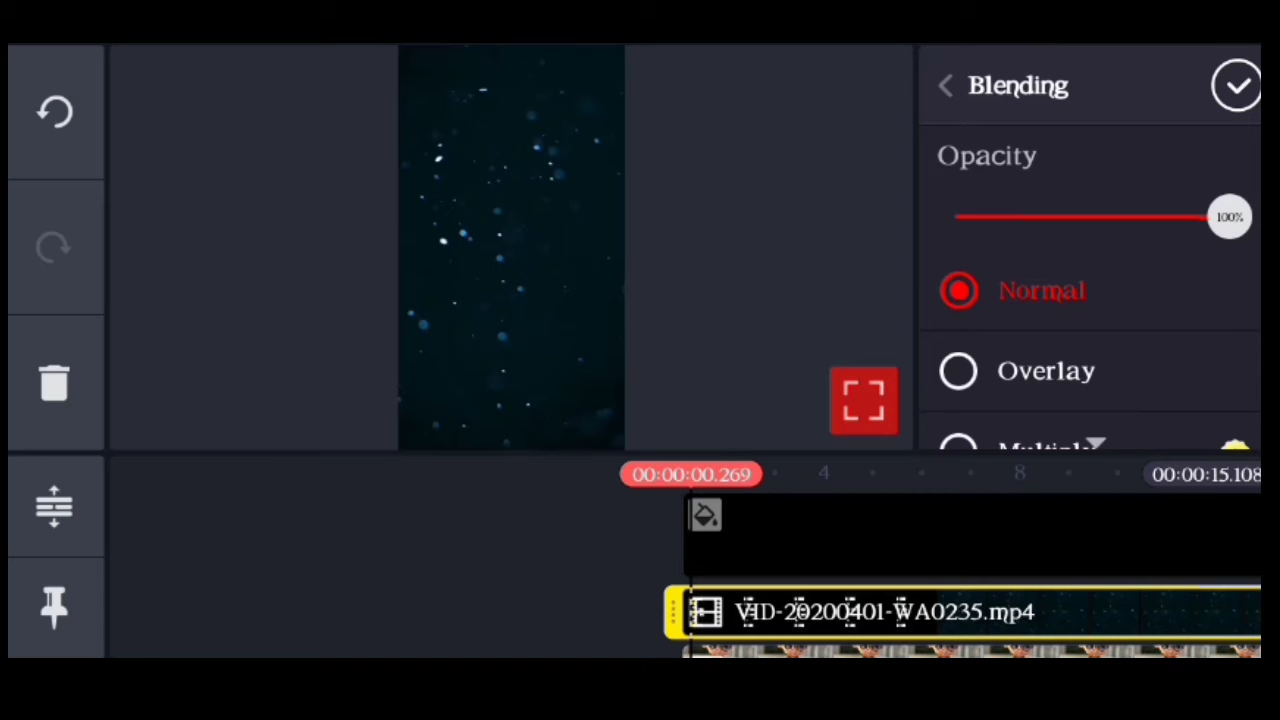 Blending
Opacity
100%
Normal
Overlay
00:00:00.269
4
8
00:00:15.108
VID-20200401-WA0235.mp4